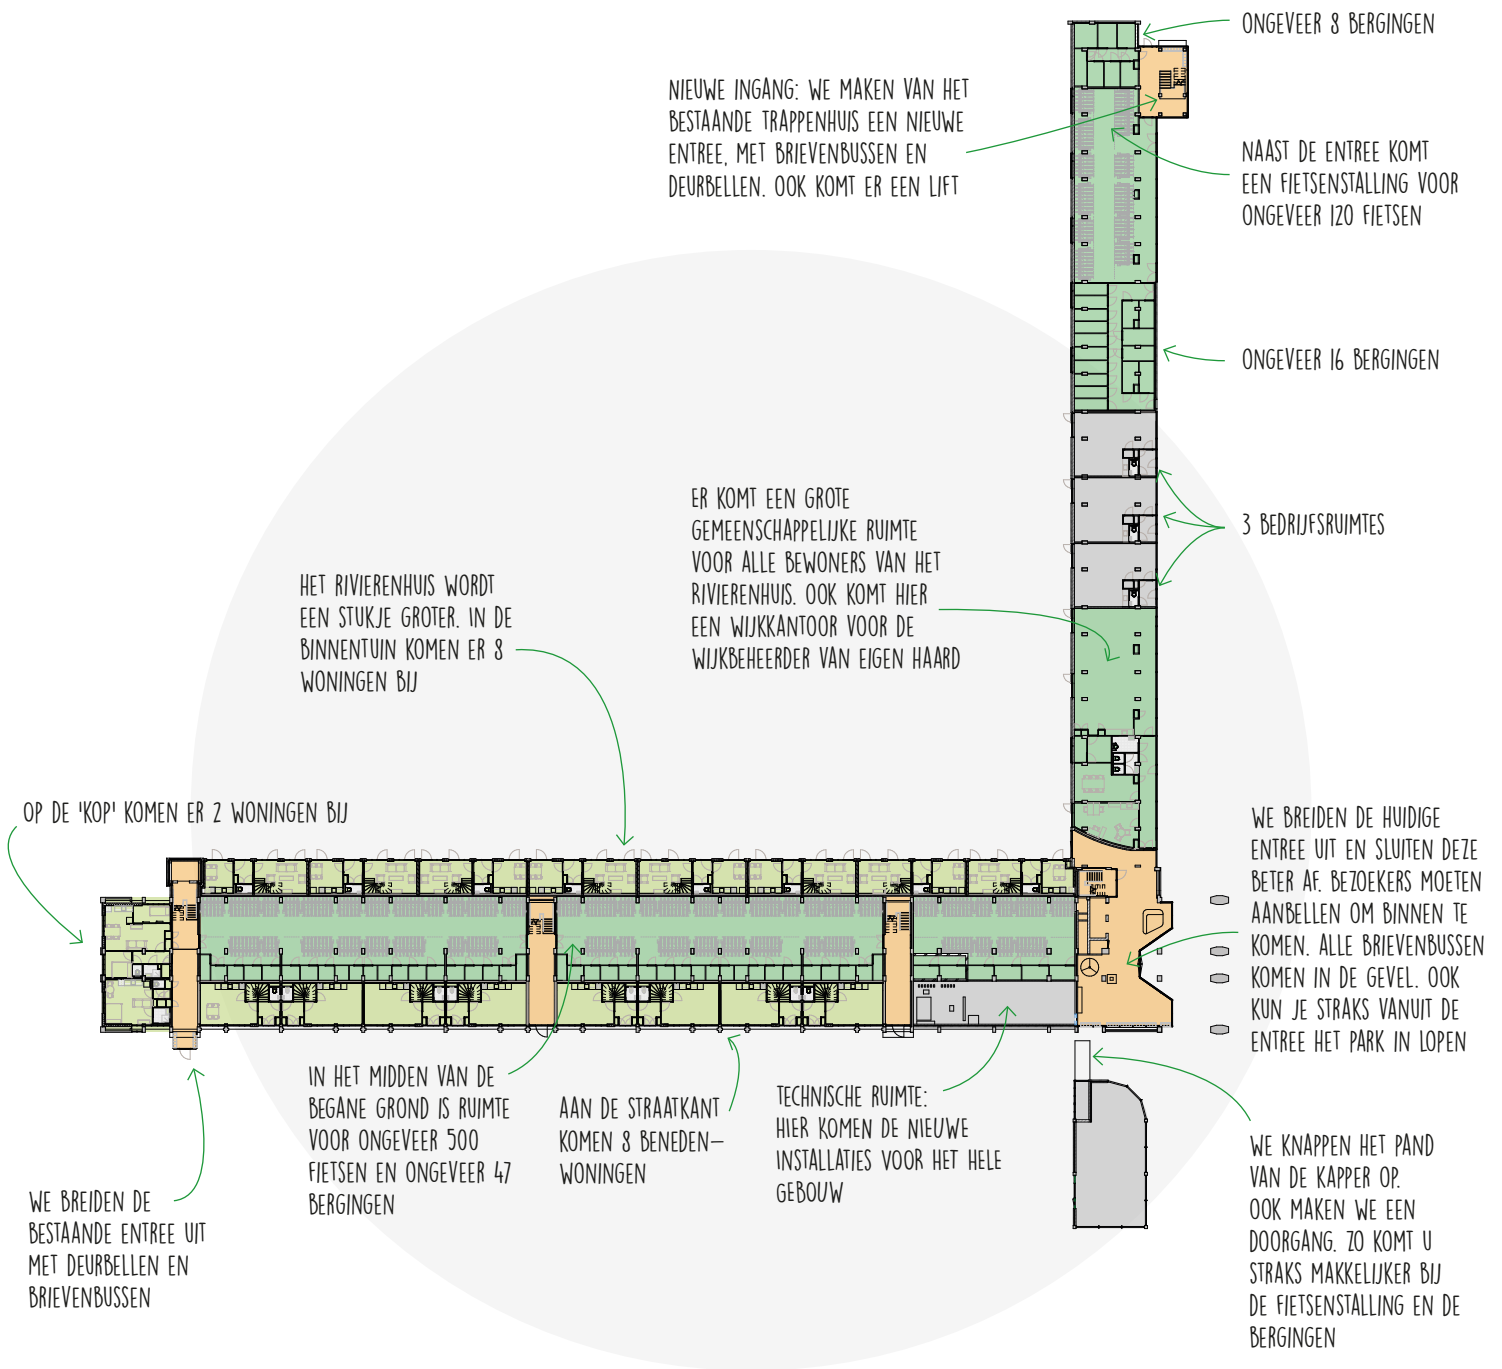 ONGEVEER 8 BERGINGEN
NIEUWE INGANG: WE MAKEN VAN HET
BESTAANDE TRAPPENHUIS EEN NIEUWE
ENTREE, MET BRIEVENBUSSEN EN
DEURBELLEN. OOK KOMT ER EEN LIFT
NAAST DE ENTREE KOMT
EEN FIETSENSTALLING VOOR
ONGEVEER 120 FIETSEN
ONGEVEER 16 BERGINGEN
3 BEDRIJFSRUIMTES
ER KOMT EEN GROTE
GEMEENSCHAPPELIJKE RUIMTE
VOOR ALLE BEWONERS VAN HET
RIVIERENHUIS. OOK KOMT HIER
EEN WIJKKANTOOR VOOR DE
WIJKBEHEERDER VAN EIGEN HAARD
HET RIVIERENHUIS WORDT
EEN STUKJE GROTER. IN DE
BINNENTUIN KOMEN ER 8
WONINGEN BIJ
OP DE 'KOP' KOMEN ER 2 WONINGEN BIJ
WE BREIDEN DE HUIDIGE
ENTREE UIT EN SLUITEN DEZE
BETER AF. BEZOEKERS MOETEN
AANBELLEN OM BINNEN TE
KOMEN. ALLE BRIEVENBUSSEN
KOMEN IN DE GEVEL. OOK
KUN JE STRAKS VANUIT DE
ENTREE HET PARK IN LOPEN
IN HET MIDDEN VAN DE
BEGANE GROND IS RUIMTE
VOOR ONGEVEER 500
FIETSEN EN ONGEVEER 47
BERGINGEN
AAN DE STRAATKANT
KOMEN 8 BENEDEN-
WONINGEN
TECHNISCHE RUIMTE:
HIER KOMEN DE NIEUWE
INSTALLATIES VOOR HET HELE
GEBOUW
WE BREIDEN DE
BESTAANDE ENTREE UIT
MET DEURBELLEN EN
BRIEVENBUSSEN
WE KNAPPEN HET PAND
VAN DE KAPPER OP.
OOK MAKEN WE EEN
DOORGANG. ZO KOMT U
STRAKS MAKKELIJKER BIJ
DE FIETSENSTALLING EN DE
BERGINGEN